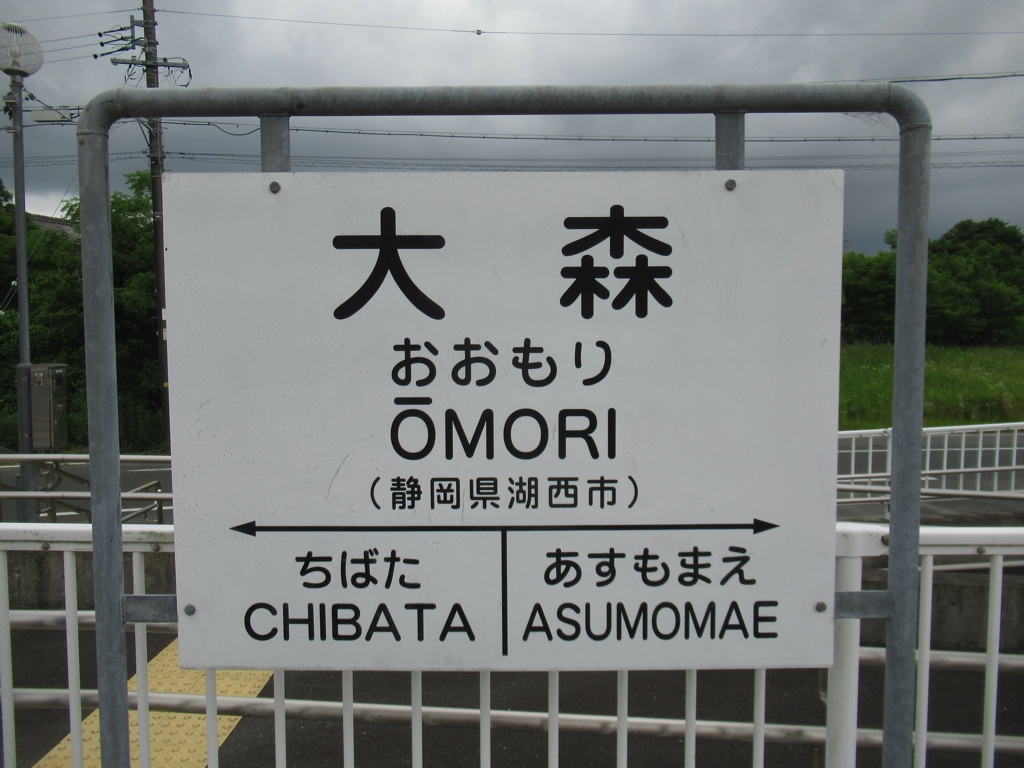 大 森
おおもり
ŌMORI
(静岡県湖西市)
ちばた あすもまえ
CHIBATA ASUMOMAE